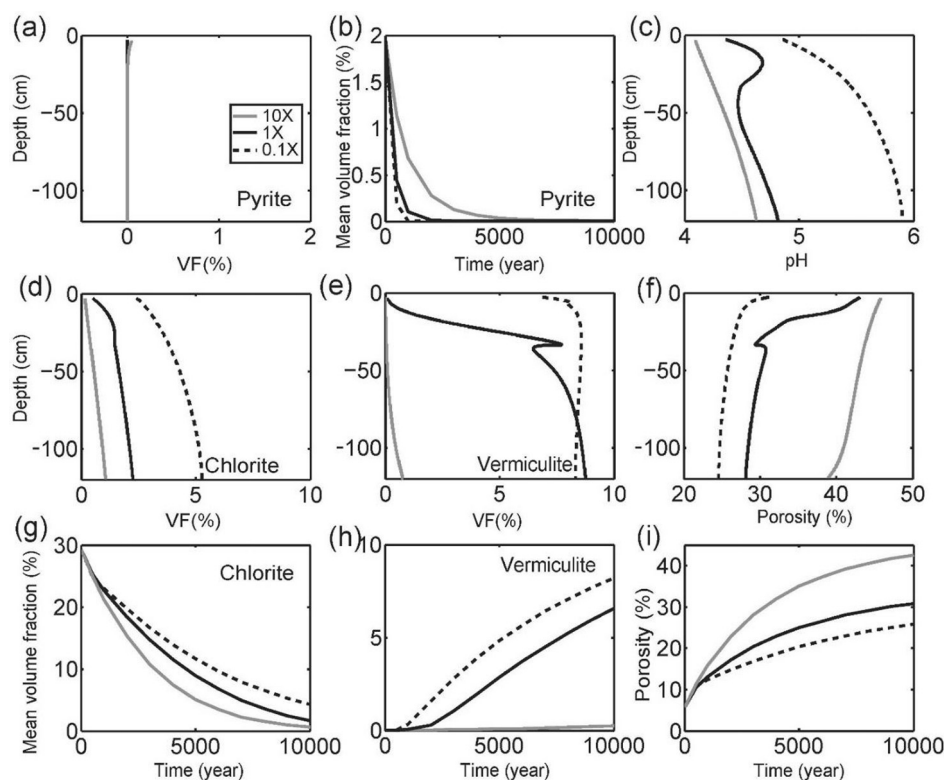 (a)
0
−50
−100
Depth (cm)
10X
1X
0.1X
Pyrite
0 1 2
VF(%)
(b)
2
1.5
1
0.5
0
Mean volume fraction (%)
Pyrite
5000 10000
Time (year)
(c)
0
−50
−100
Depth (cm)
4 5 6
pH
(d)
0
−50
−100
Depth (cm)
Chlorite
0 5 10
VF(%)
(e)
0
−50
−100
Vermiculite
0 5 10
VF(%)
(f)
0
−50
−100
20 30 40 50
Porosity (%)
(g)
30
20
10
0
Mean volume fraction (%)
Chlorite
0 5000 10000
Time (year)
(h)
10
5
0
Vermiculite
0 5000 10000
Time (year)
(i)
40
30
20
10
0
Porosity (%)
0 5000 10000
Time (year)